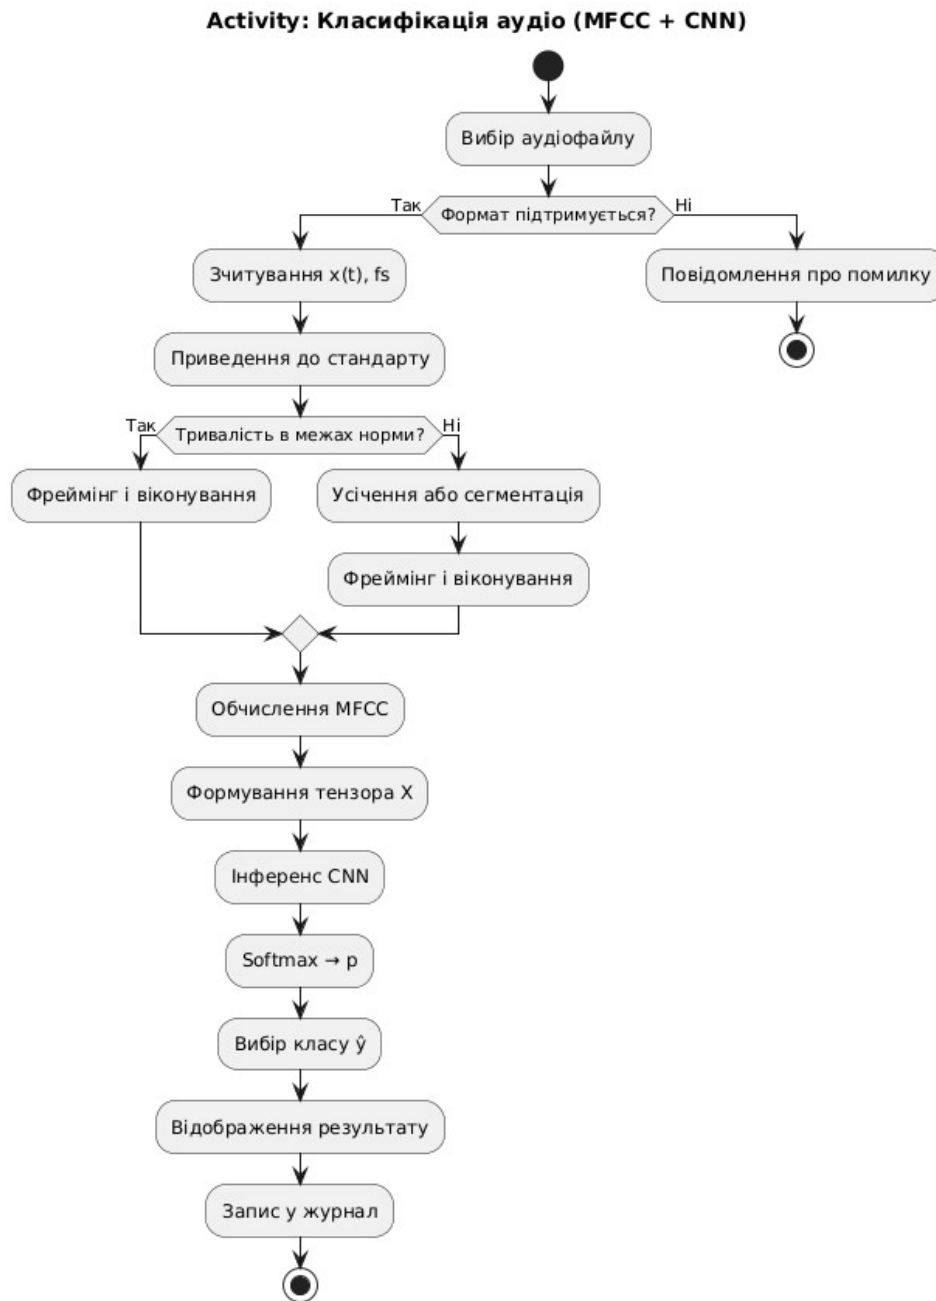 Activity: Класифікація аудіо (MFCC + CNN)
Вибір аудіофайлу
Формат підтримується?
Так
Ні
Зчитування x(t), fs
Повідомлення про помилку
Приведення до стандарту
Тривалість в межах норми?
Так
Ні
Фреймінг і віконування
Усічення або сегментація
Фреймінг і віконування
Обчислення MFCC
Формування тензора X
Інференс CNN
Softmax → p
Вибір класу ŷ
Відображення результату
Запис у журнал